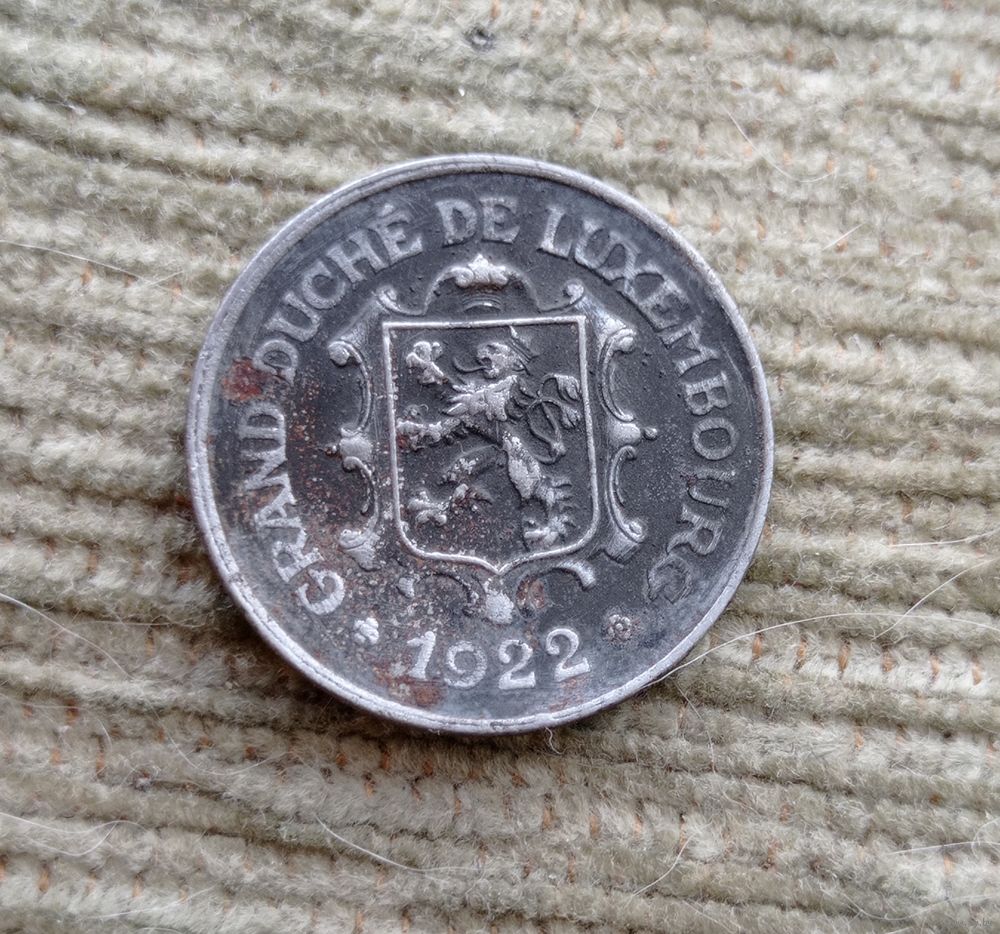 GRAND DUCHÉ DE LUXEMBOURG
1922